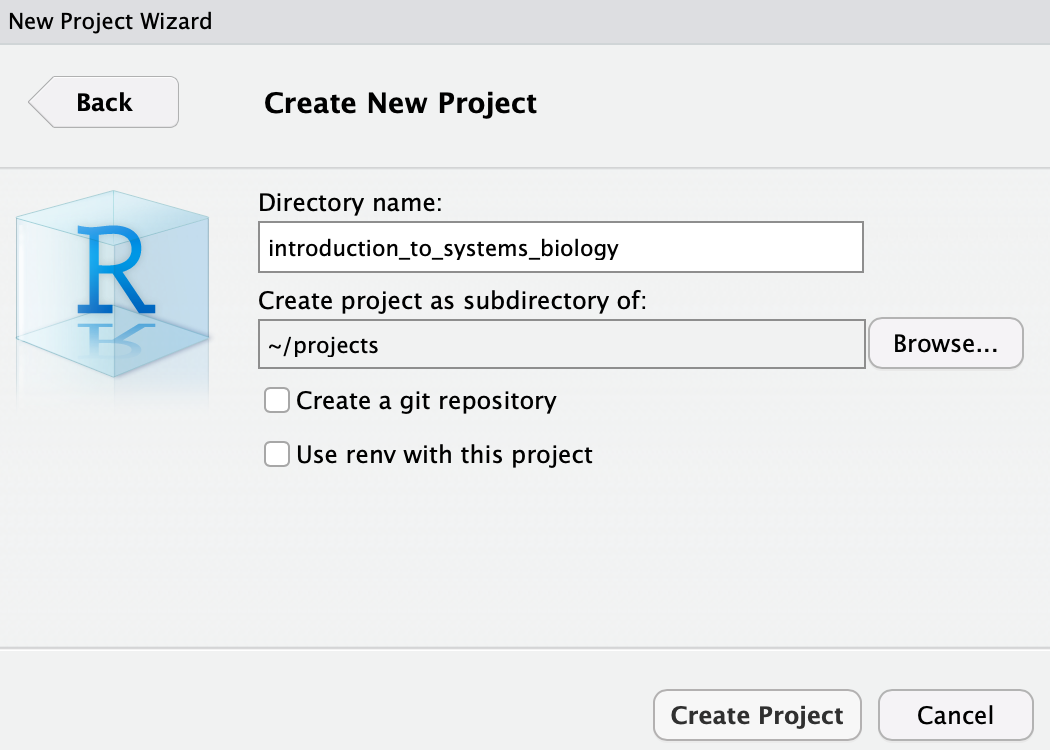 New Project Wizard
Back
Create New Project
R
Directory name:
introduction_to_systems_biology
Create project as subdirectory of:
~/projects
Browse...
Create a git repository
Use renv with this project
Create Project
Cancel